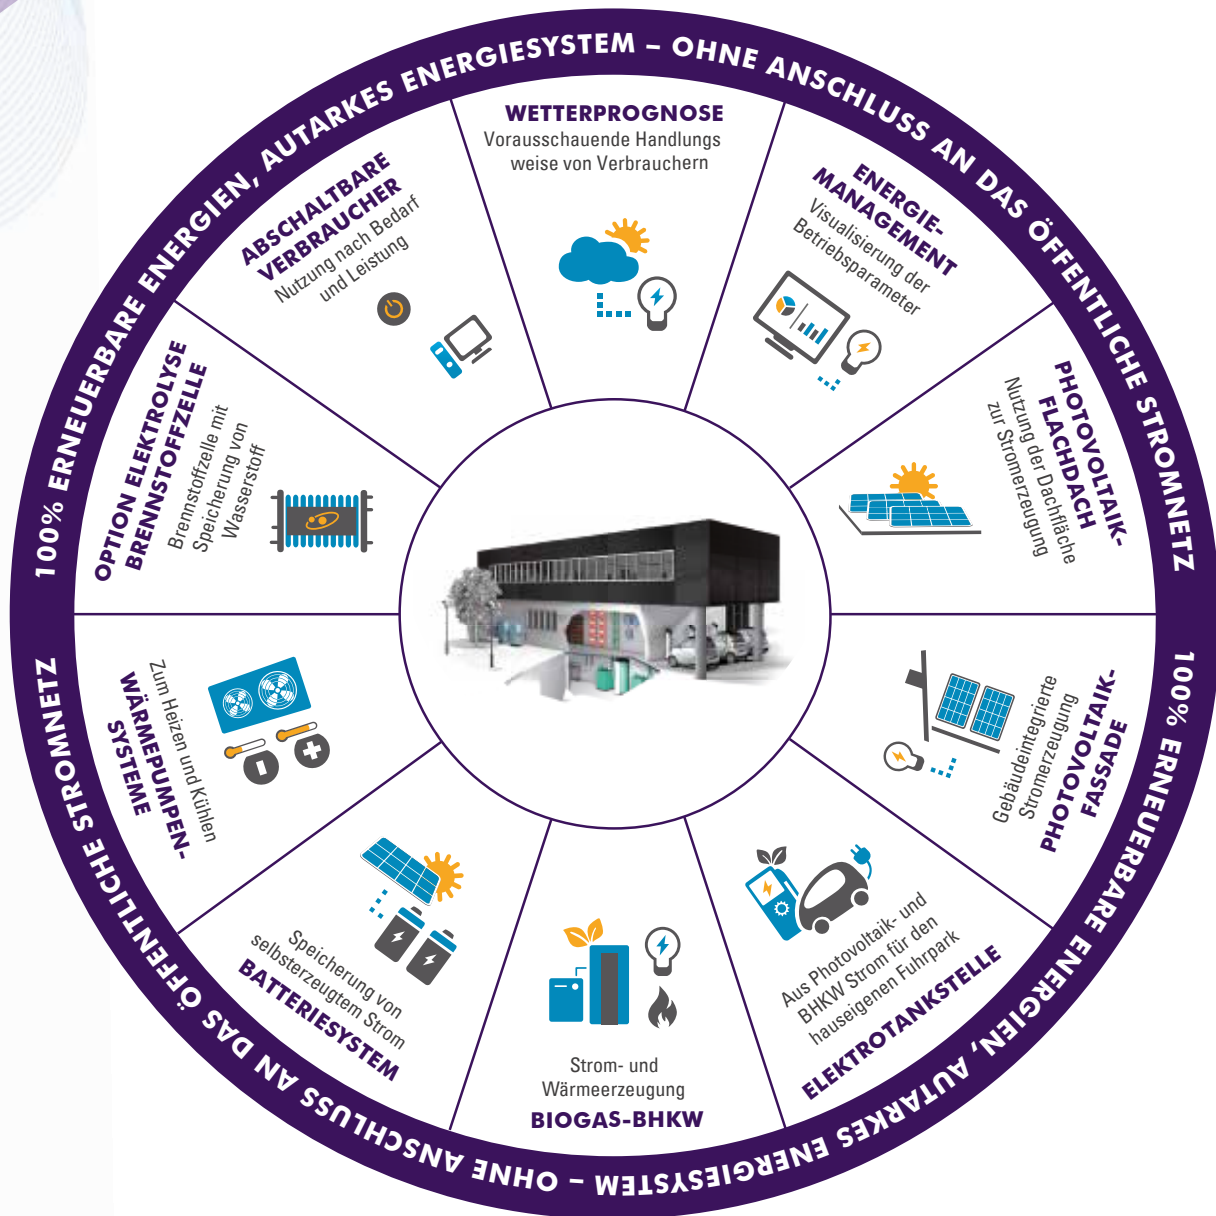 100% ERNEUERBARE ENERGIEN, AUTARKES ENERGIESYSTEM – OHNE ANSCHLUSS AN DAS ÖFFENTLICHE STROMNETZ
100% ERNEUERBARE ENERGIEN, AUTARKES ENERGIESYSTEM – OHNE ANSCHLUSS AN DAS ÖFFENTLICHE STROMNETZ
WETTERPROGNOSE
Vorausschauende Handlungs
weise von Verbrauchern
ENERGIE-
MANAGEMENT
Visualisierung der
Betriebsparameter
PHOTOVOLTAIK-
FLACHDACH
Nutzung der Dachfläche
zur Stromerzeugung
Gebäudeintegrierte
Stromerzeugung
PHOTOVOLTAIK-
FASSADE
Aus Photovoltaik- und
BHKW Strom für den
hauseigenen Fuhrpark
ELEKTROTANKSTELLE
Strom- und
Wärmeerzeugung
BIOGAS-BHKW
Speicherung von
selbsterzeugtem Strom
BATTERIESYSTEM
Zum Heizen und Kühlen
WÄRMEPUMPEN-
SYSTEME
OPTION ELEKTROLYSE
BRENNSTOFFZELLE
Brennstoffzelle mit
Speicherung von
Wasserstoff
ABSCHALTBARE
VERBRAUCHER
Nutzung nach Bedarf
und Leistung